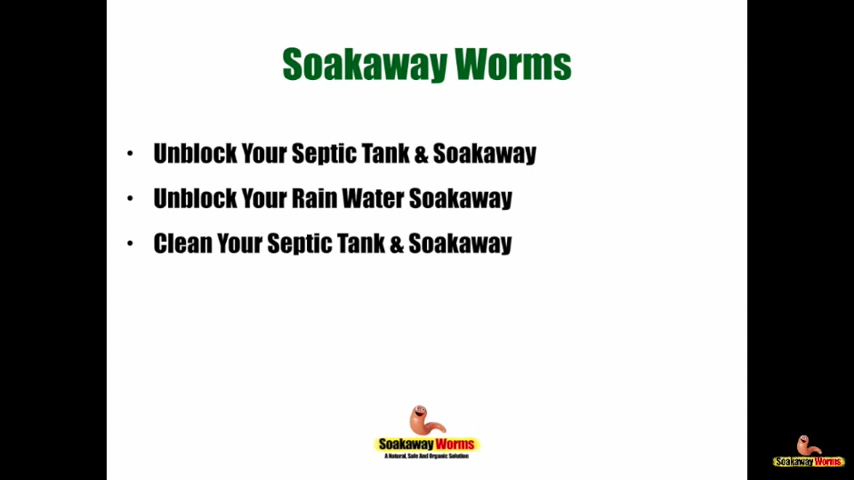 Soakaway Worms
• Unblock Your Septic Tank & Soakaway
• Unblock Your Rain Water Soakaway
• Clean Your Septic Tank & Soakaway
Soakaway Worms
A Natural, Safe And Organic Solution
Soakaway Worms